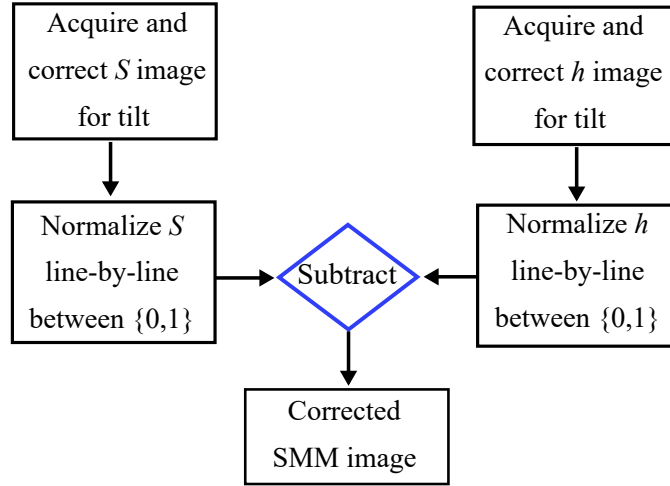 Acquire and
correct S image
for tilt
Acquire and
correct h image
for tilt
Normalize S
line-by-line
between {0,1}
Subtract
Normalize h
line-by-line
between {0,1}
Corrected
SMM image